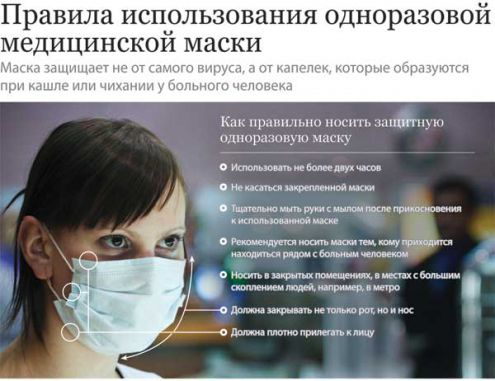 Правила использования одноразовой
медицинской маски
Маска защищает не от самого вируса, а от капелек, которые образуются
при кашле или чихании у больного человека
Как правильно носить защитную
одноразовую маску
Использовать не более двух часов
Не касаться закрепленной маски
Тщательно мыть руки с мылом после прикосновения
к использованной маске
Рекомендуется носить маски тем, кому приходится
находиться рядом с больным человеком
Носить в закрытых помещениях, в местах с большим
скоплением людей, например, в метро
Должна закрывать не только рот, но и нос
Должна плотно прилегать к лицу